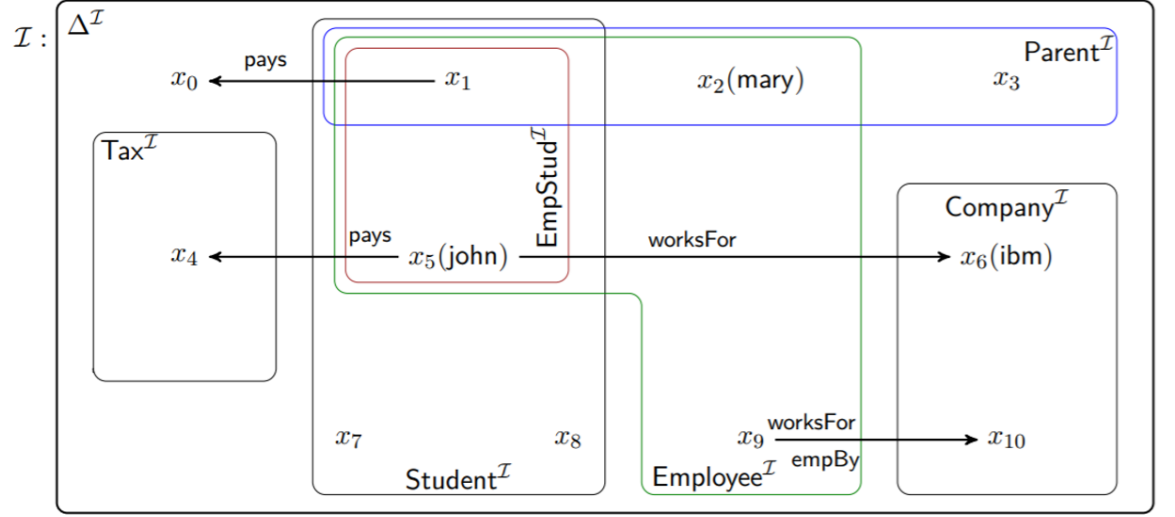 Δ^ℐ
ℐ :
Parent^ℐ
pays
x₀
x₁
x₂(mary)
x₃
Tax^ℐ
EmpStud^ℐ
Company^ℐ
pays
worksFor
x₄
x₅(john)
x₆(ibm)
worksFor
x₇
x₈
x₉
x₁₀
empBy
Student^ℐ
Employee^ℐ